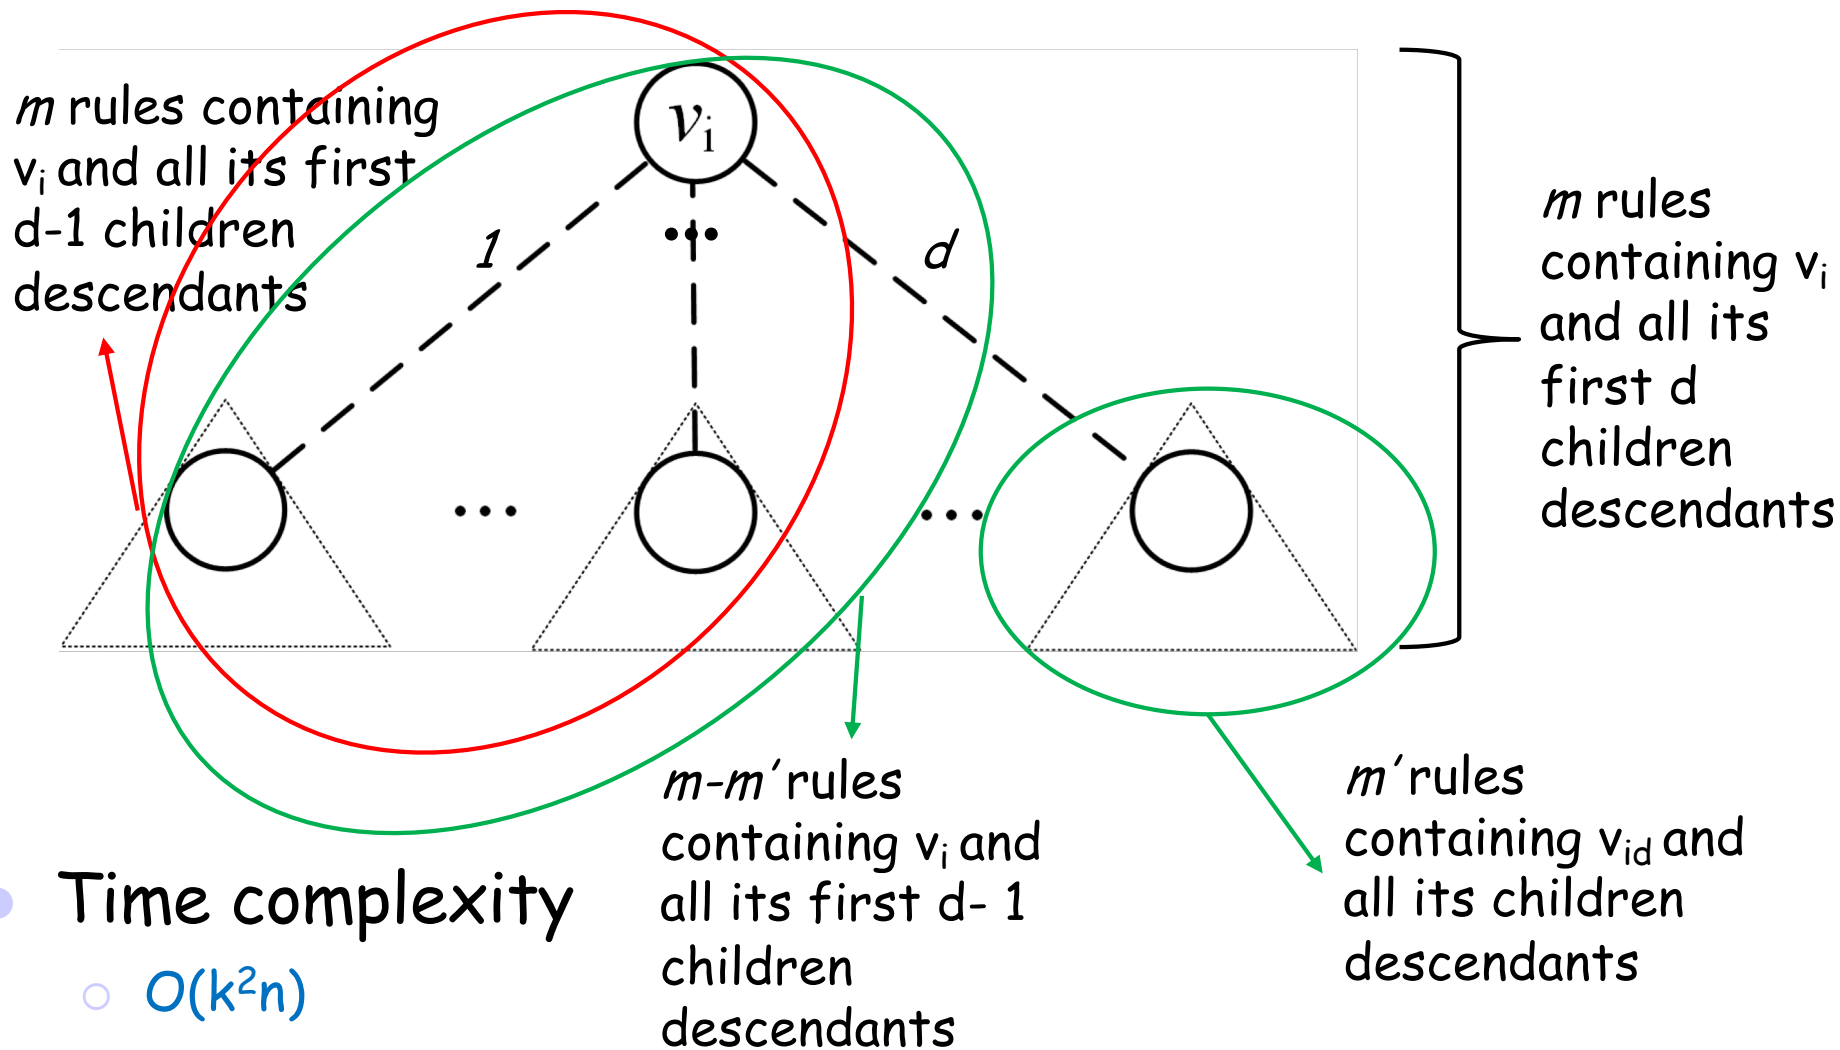 m rules containing
vi and all its first
d-1 children
descendants
vi
1
...
d
...
...
m rules
containing vi
and all its
first d
children
descendants
m-m′ rules
containing vi and
all its first d- 1
children
descendants
m′ rules
containing vid and
all its children
descendants
Time complexity
O(k²n)